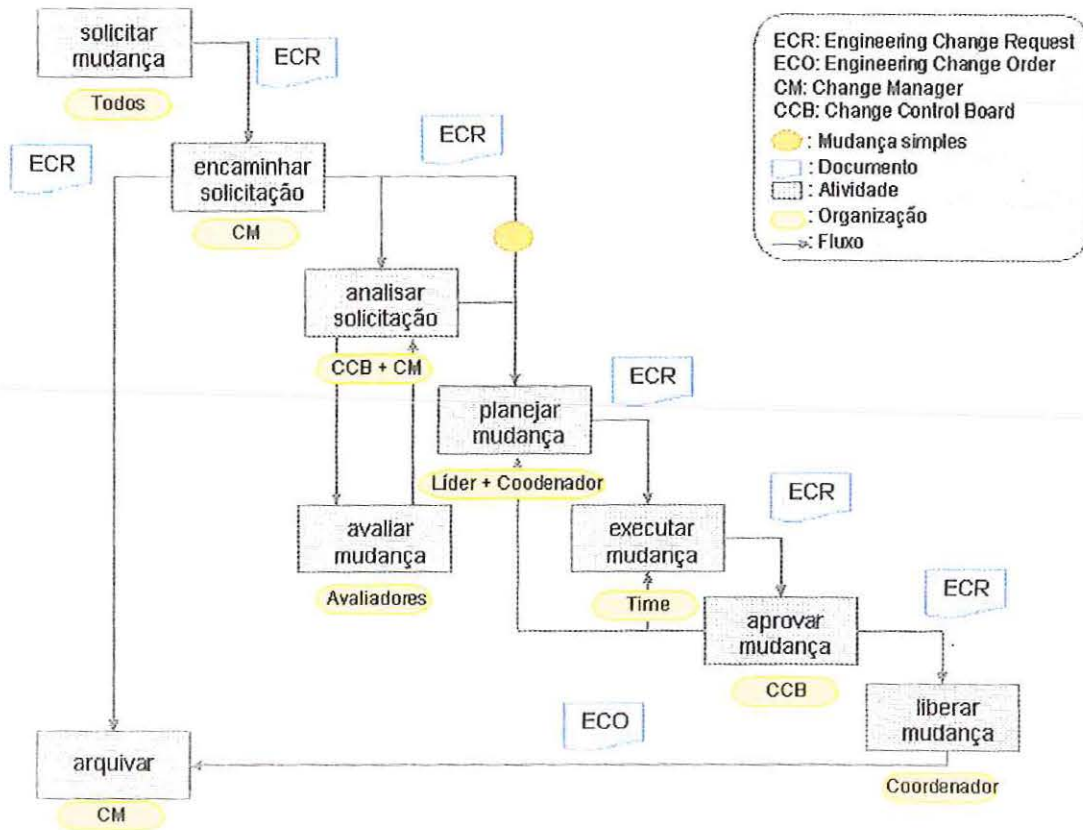 solicitar
mudança
Todos
ECR
ECR: Engineering Change Request
ECO: Engineering Change Order
CM: Change Manager
CCB: Change Control Board
: Mudança simples
: Documento
: Atividade
: Organização
: Fluxo
ECR
encaminhar
solicitação
CM
ECR
analisar
solicitação
CCB + CM
planejar
mudança
Líder + Coodenador
ECR
avaliar
mudança
Avaliadores
executar
mudança
Time
ECR
aprovar
mudança
CCB
ECR
liberar
mudança
Coordenador
ECO
arquivar
CM